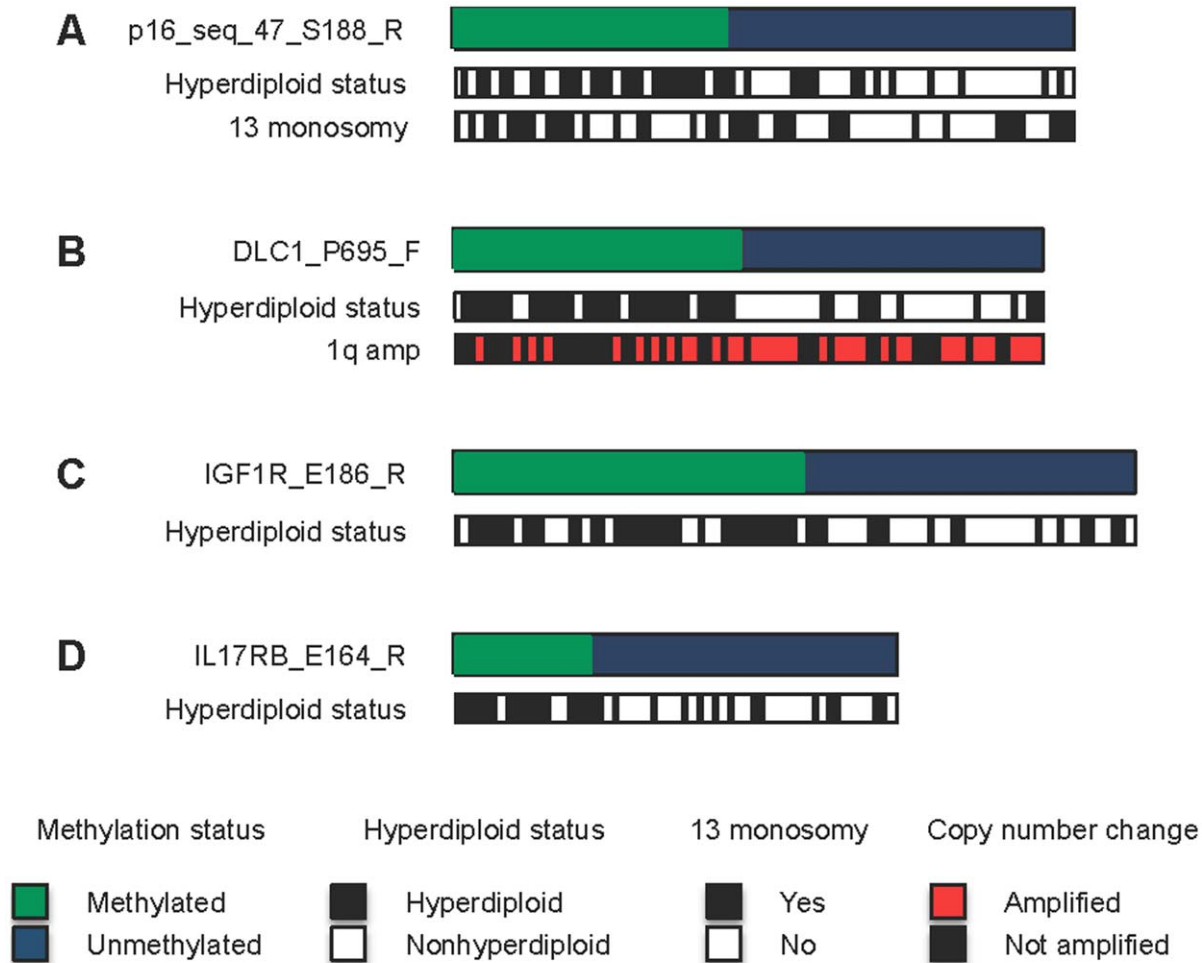 A p16_seq_47_S188_R
Hyperdiploid status
13 monosomy
B DLC1_P695_F
Hyperdiploid status
1q amp
C IGF1R_E186_R
Hyperdiploid status
D IL17RB_E164_R
Hyperdiploid status
Methylation status Hyperdiploid status 13 monosomy Copy number change
Methylated Hyperdiploid Yes Amplified
Unmethylated Nonhyperdiploid No Not amplified